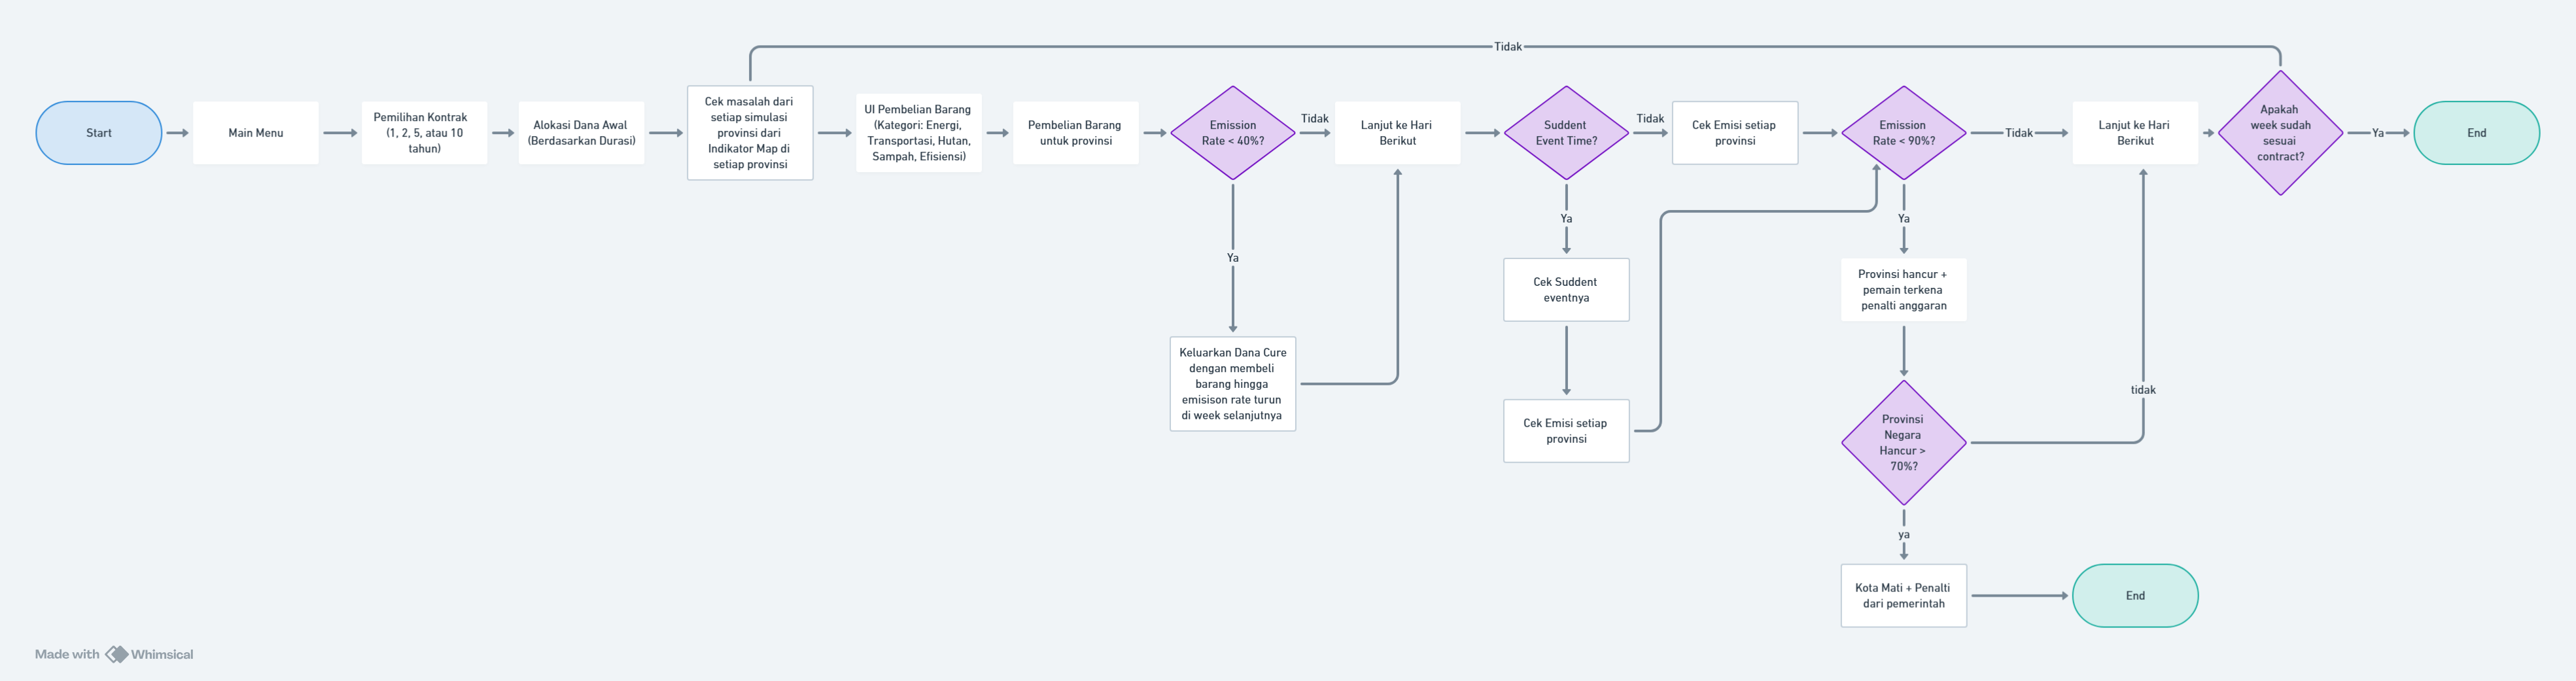 Tidak
Start
Main Menu
Pemilihan Kontrak
(1, 2, 5, atau 10
tahun)
Alokasi Dana Awal
(Berdasarkan Durasi)
Cek masalah dari
setiap simulasi
provinsi dari
Indikator Map di
setiap provinsi
UI Pembelian Barang
(Kategori: Energi,
Transportasi, Hutan,
Sampah, Efisiensi)
Pembelian Barang
untuk provinsi
Emission
Rate < 40%?
Tidak
Lanjut ke Hari
Berikut
Suddent
Event Time?
Tidak
Cek Emisi setiap
provinsi
Emission
Rate < 90%?
Tidak
Lanjut ke Hari
Berikut
Apakah
week sudah
sesuai
contract?
Ya
End
Ya
Keluarkan Dana Cure
dengan membeli
barang hingga
emisison rate turun
di week selanjutnya
Ya
Cek Suddent
eventnya
Cek Emisi setiap
provinsi
Ya
Provinsi hancur +
pemain terkena
penalti anggaran
Provinsi
Negara
Hancur >
70%?
tidak
ya
Kota Mati + Penalti
dari pemerintah
End
Made with Whimsical